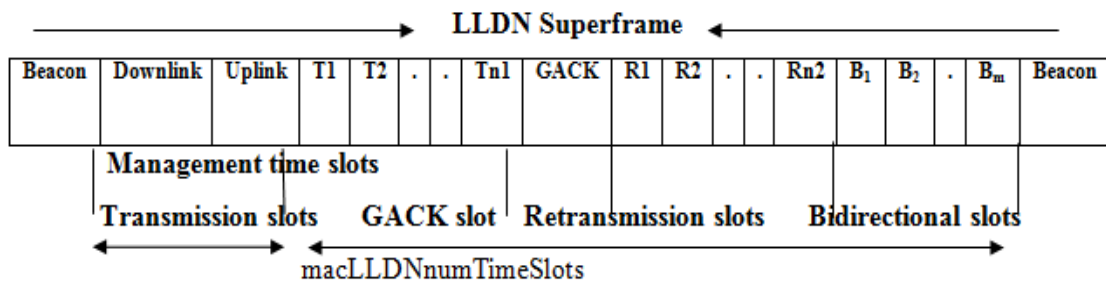 LLDN Superframe
Beacon Downlink Uplink T1 T2 . . Tn1 GACK R1 R2 . . Rn2 B₁ B₂ . Bₘ Beacon
Management time slots
Transmission slots GACK slot Retransmission slots Bidirectional slots
macLLDNnumTimeSlots